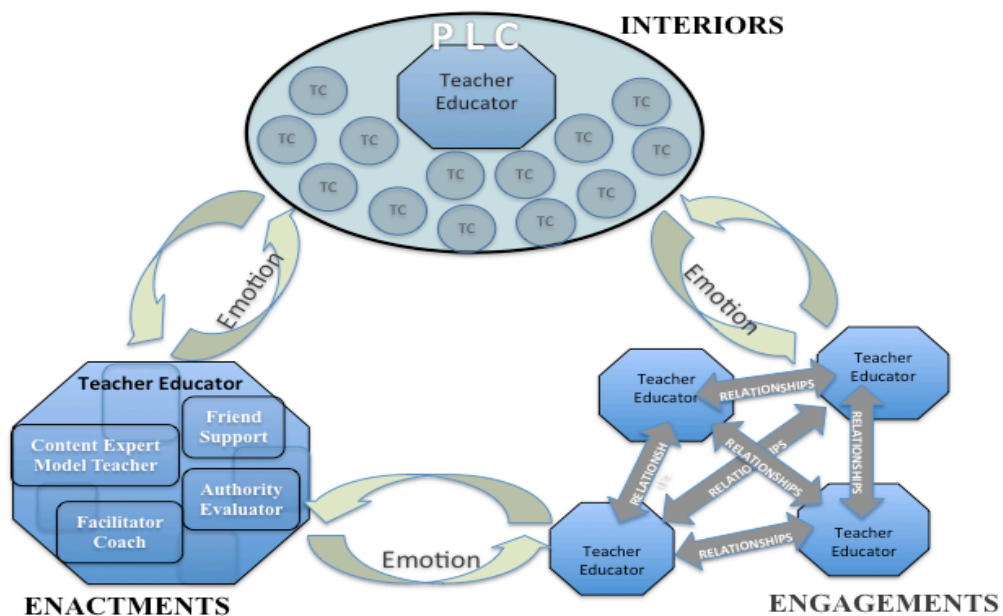 INTERIORS
PLC
Teacher
Educator
TC
TC
TC
TC
TC
TC
TC
TC
TC
TC
TC
TC
TC
TC
Emotion
Emotion
Teacher Educator
Friend
Support
Content Expert
Model Teacher
Authority
Evaluator
Facilitator
Coach
ENACTMENTS
Emotion
Teacher
Educator
Teacher
Educator
RELATIONSHIPS
RELATIONSHIPS
RELATIONSHIPS
RELATIONSHIPS
RELATIONSH
RELATIONSHIPS
Teacher
Educator
Teacher
Educator
ENGAGEMENTS